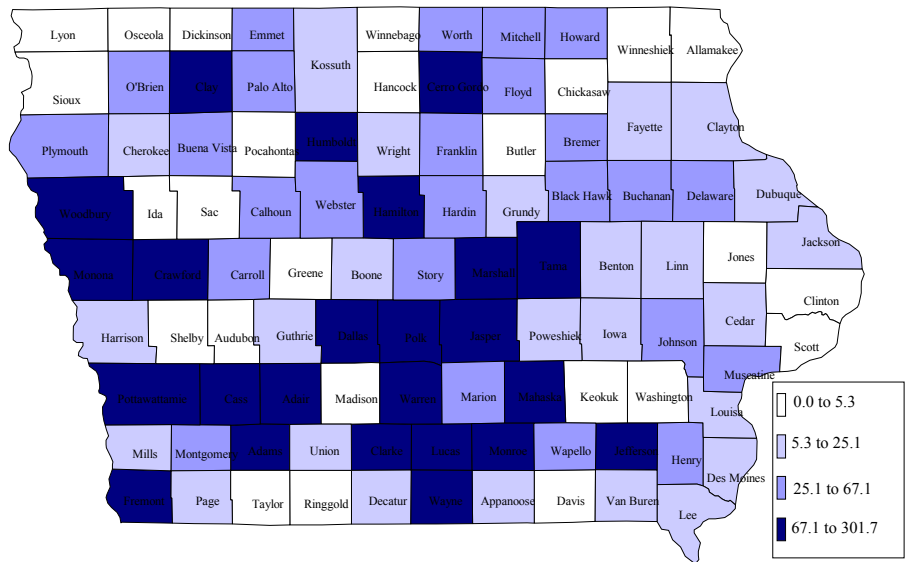 Lyon
Osceola
Dickinson
Emmet
Kossuth
Winnebago
Worth
Mitchell
Howard
Winneshiek
Allamakee
Sioux
O'Brien
Clay
Palo Alto
Hancock
Cerro Gordo
Floyd
Chickasaw
Plymouth
Cherokee
Buena Vista
Pocahontas
Humboldt
Wright
Franklin
Butler
Bremer
Fayette
Clayton
Woodbury
Ida
Sac
Calhoun
Webster
Hamilton
Hardin
Grundy
Black Hawk
Buchanan
Delaware
Dubuque
Monona
Crawford
Carroll
Greene
Boone
Story
Marshall
Tama
Benton
Linn
Jones
Jackson
Clinton
Harrison
Shelby
Audubon
Guthrie
Dallas
Polk
Jasper
Poweshiek
Iowa
Johnson
Cedar
Scott
Muscatine
Pottawattamie
Cass
Adair
Madison
Warren
Marion
Mahaska
Keokuk
Washington
Louisa
Mills
Montgomery
Adams
Union
Clarke
Lucas
Monroe
Wapello
Jefferson
Henry
Des Moines
Fremont
Page
Taylor
Ringgold
Decatur
Wayne
Appanoose
Davis
Van Buren
Lee
0.0 to 5.3
5.3 to 25.1
25.1 to 67.1
67.1 to 301.7